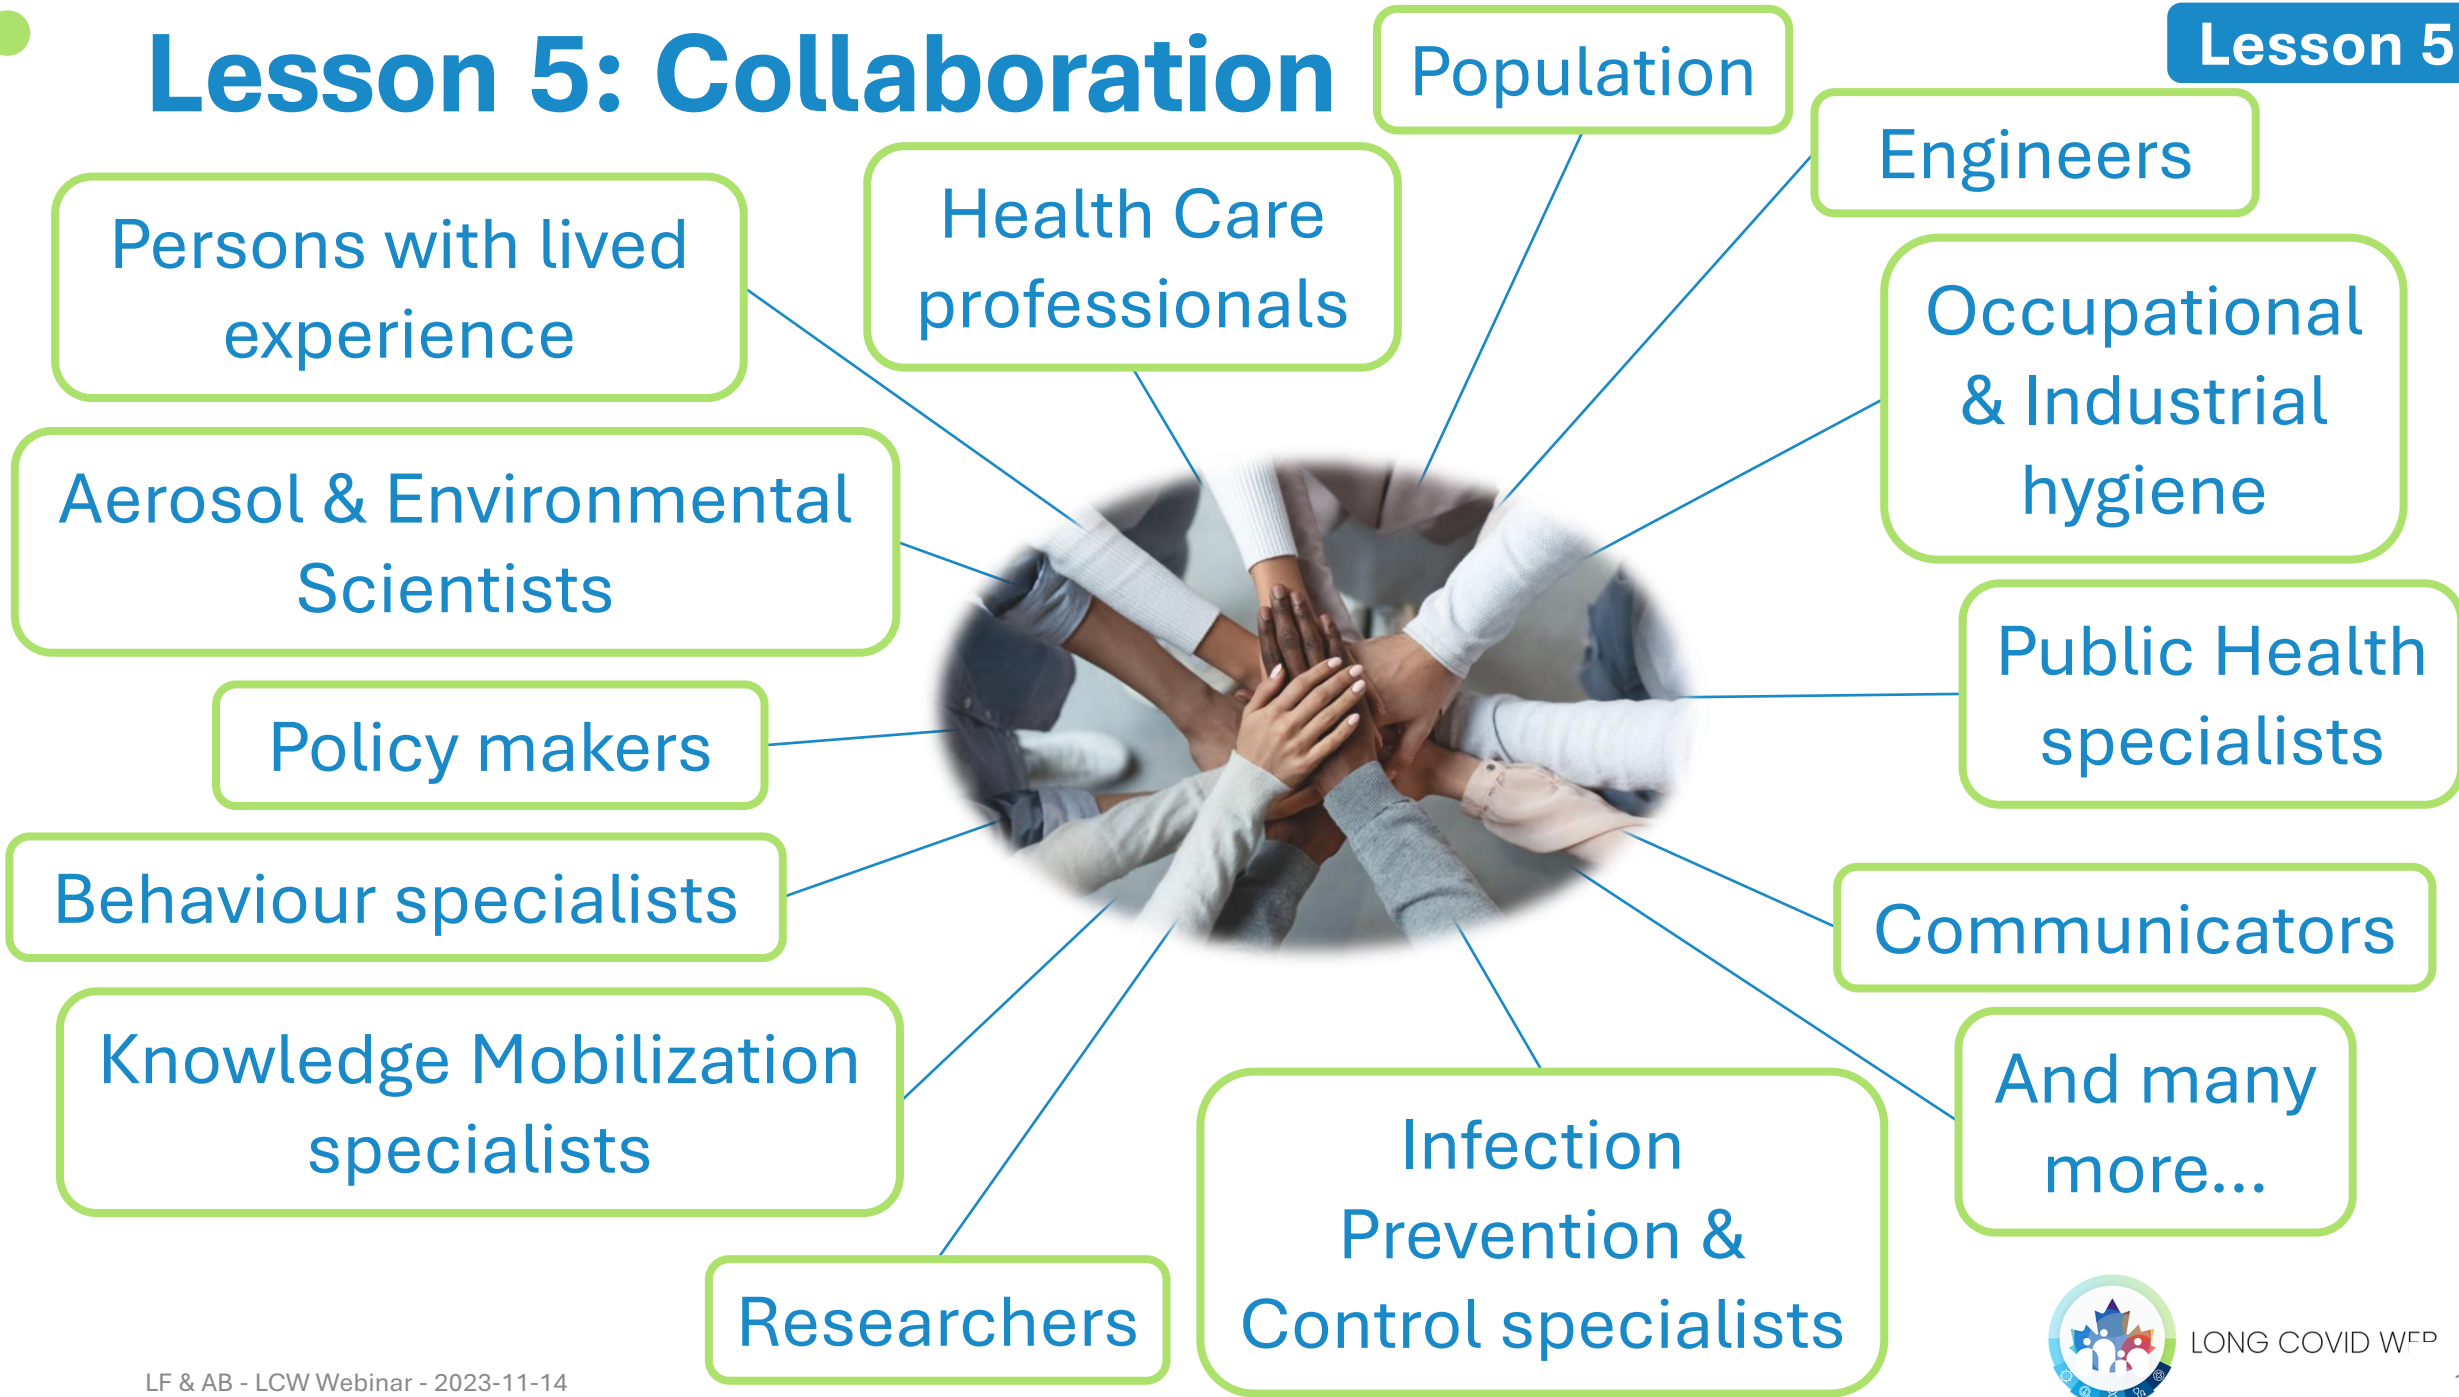 Lesson 5: Collaboration
Lesson 5
Population
Engineers
Health Care
professionals
Persons with lived
experience
Occupational
& Industrial
hygiene
Aerosol & Environmental
Scientists
Public Health
specialists
Policy makers
Behaviour specialists
Communicators
Knowledge Mobilization
specialists
And many
more...
Infection
Prevention &
Control specialists
Researchers
LONG COVID
LF & AB - LCW Webinar - 2023-11-14